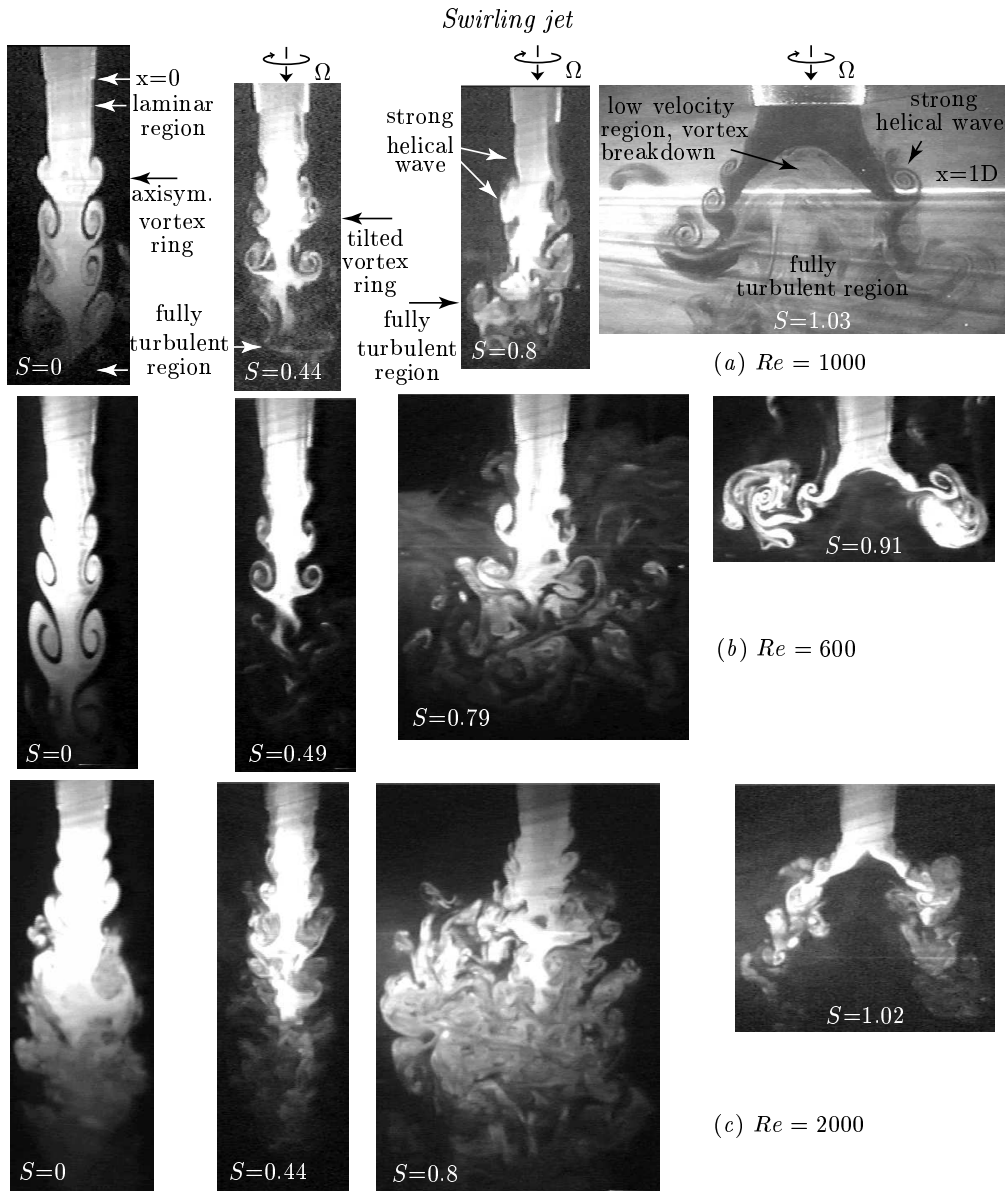 Swirling jet
x=0
laminar
region
axisym.
vortex
ring
fully
turbulent
region
S=0
Ω
tilted
vortex
ring
S=0.44
strong
helical
wave
fully
turbulent
region
Ω
S=0.8
Ω
low velocity
region, vortex
breakdown
strong
helical wave
x=1D
fully
turbulent region
S=1.03
(a) Re = 1000
S=0
S=0.49
S=0.79
S=0.91
(b) Re = 600
S=0
S=0.44
S=0.8
S=1.02
(c) Re = 2000